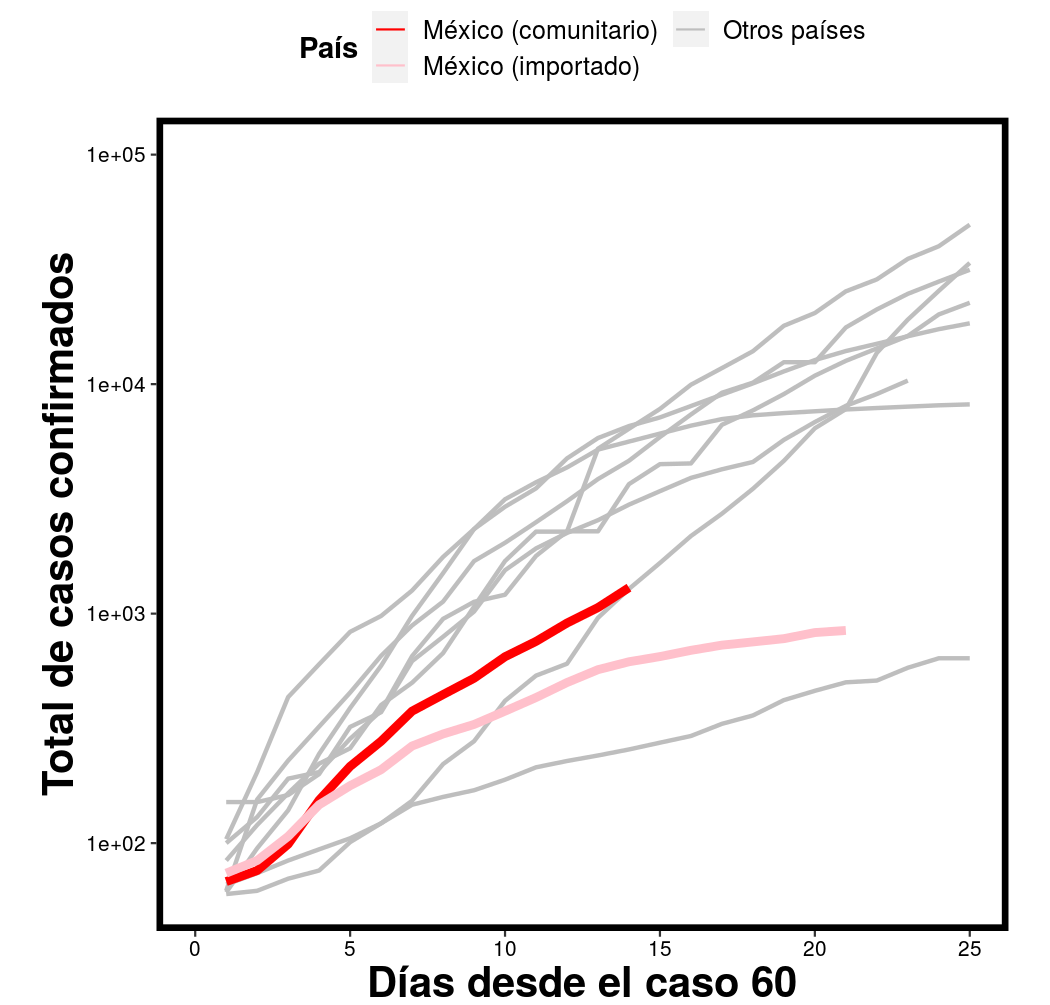 País
México (comunitario)
Otros países
México (importado)
Total de casos confirmados
1e+05
1e+04
1e+03
1e+02
0 5 10 15 20 25
Días desde el caso 60